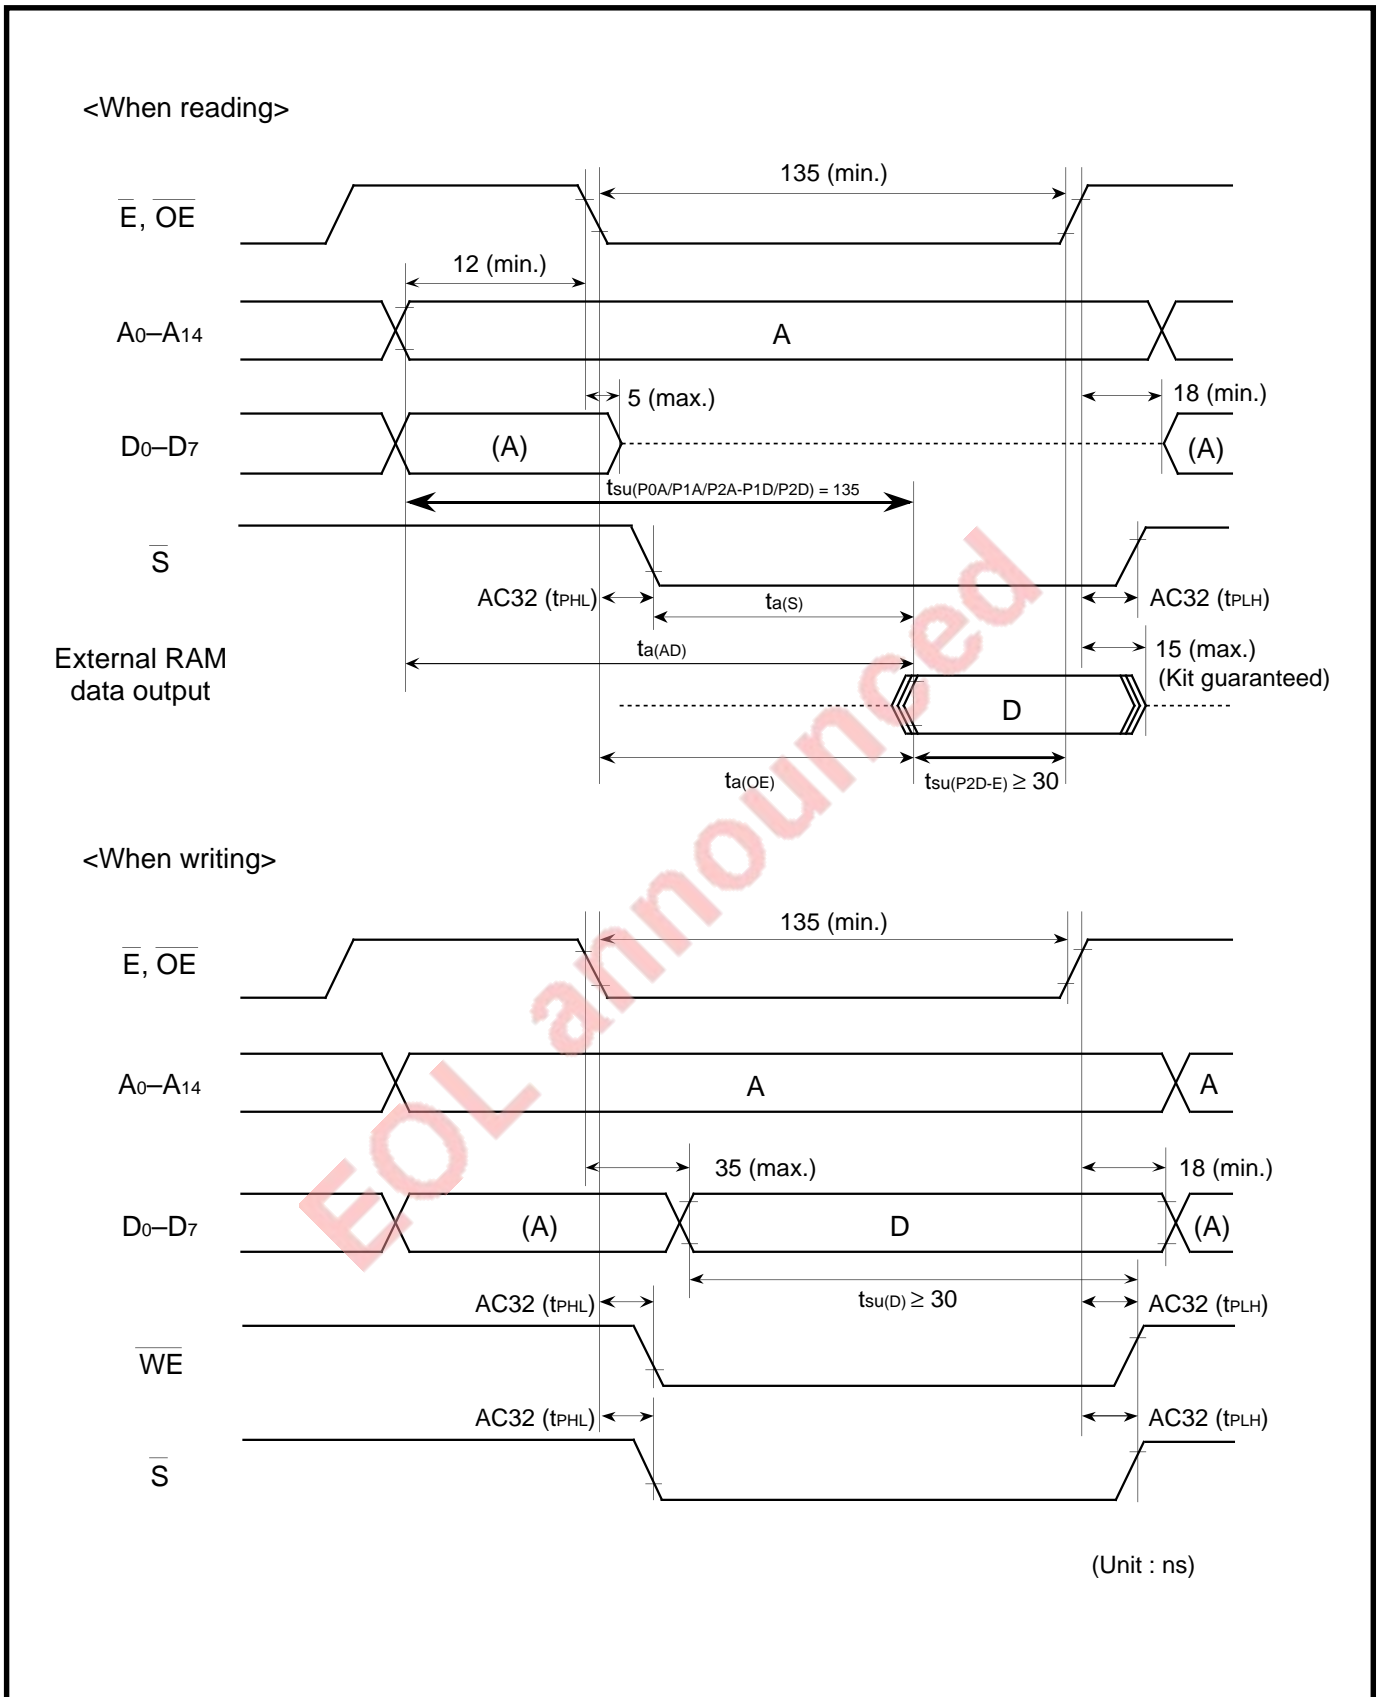 <When reading>
135 (min.)
E, OE
12 (min.)
A0–A14
A
5 (max.)
18 (min.)
D0–D7
(A)
(A)
tsu(P0A/P1A/P2A-P1D/P2D) = 135
S
AC32 (tPHL)
ta(S)
AC32 (tPLH)
ta(AD)
External RAM
data output
15 (max.)
(Kit guaranteed)
D
ta(OE)
tsu(P2D-E) ≥ 30
<When writing>
135 (min.)
E, OE
A0–A14
A
A
35 (max.)
18 (min.)
D0–D7
(A)
D
(A)
AC32 (tPHL)
tsu(D) ≥ 30
AC32 (tPLH)
WE
AC32 (tPHL)
AC32 (tPLH)
S
(Unit : ns)
EOL announced